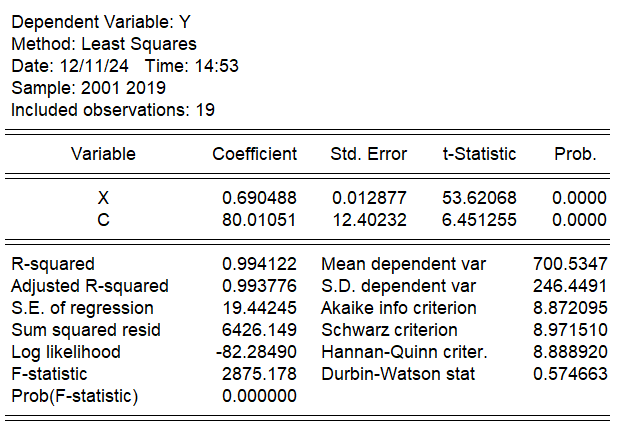 Dependent Variable: Y
Method: Least Squares
Date: 12/11/24 Time: 14:53
Sample: 2001 2019
Included observations: 19
Variable Coefficient Std. Error t-Statistic Prob.
X 0.690488 0.012877 53.62068 0.0000
C 80.01051 12.40232 6.451255 0.0000
R-squared 0.994122 Mean dependent var 700.5347
Adjusted R-squared 0.993776 S.D. dependent var 246.4491
S.E. of regression 19.44245 Akaike info criterion 8.872095
Sum squared resid 6426.149 Schwarz criterion 8.971510
Log likelihood -82.28490 Hannan-Quinn criter. 8.888920
F-statistic 2875.178 Durbin-Watson stat 0.574663
Prob(F-statistic) 0.000000